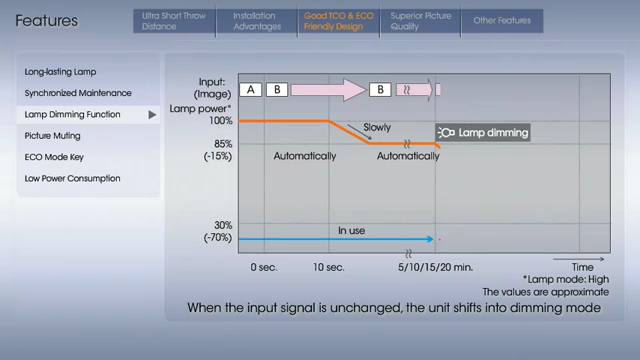 Features
Ultra Short Throw
Distance
Installation
Advantages
Good TCO & ECO
Friendly Design
Superior Picture
Quality
Other Features
Long-lasting Lamp
Synchronized Maintenance
Lamp Dimming Function
Picture Muting
ECO Mode Key
Low Power Consumption
Input:
(Image)
A B B
Lamp power*
100%
Slowly
Lamp dimming
85%
(-15%)
Automatically Automatically
30%
(-70%)
In use
0 sec. 10 sec. 5/10/15/20 min. Time
*Lamp mode: High
The values are approximate
When the input signal is unchanged, the unit shifts into dimming mode